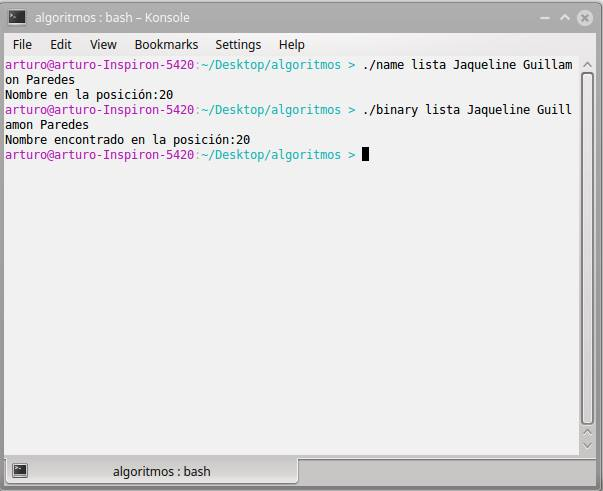 algoritmos : bash – Konsole
File Edit View Bookmarks Settings Help
arturo@arturo-Inspiron-5420:~/Desktop/algoritmos > ./name lista Jaqueline Guillam
on Paredes
Nombre en la posición:20
arturo@arturo-Inspiron-5420:~/Desktop/algoritmos > ./binary lista Jaqueline Guill
amon Paredes
Nombre encontrado en la posición:20
arturo@arturo-Inspiron-5420:~/Desktop/algoritmos >
algoritmos : bash